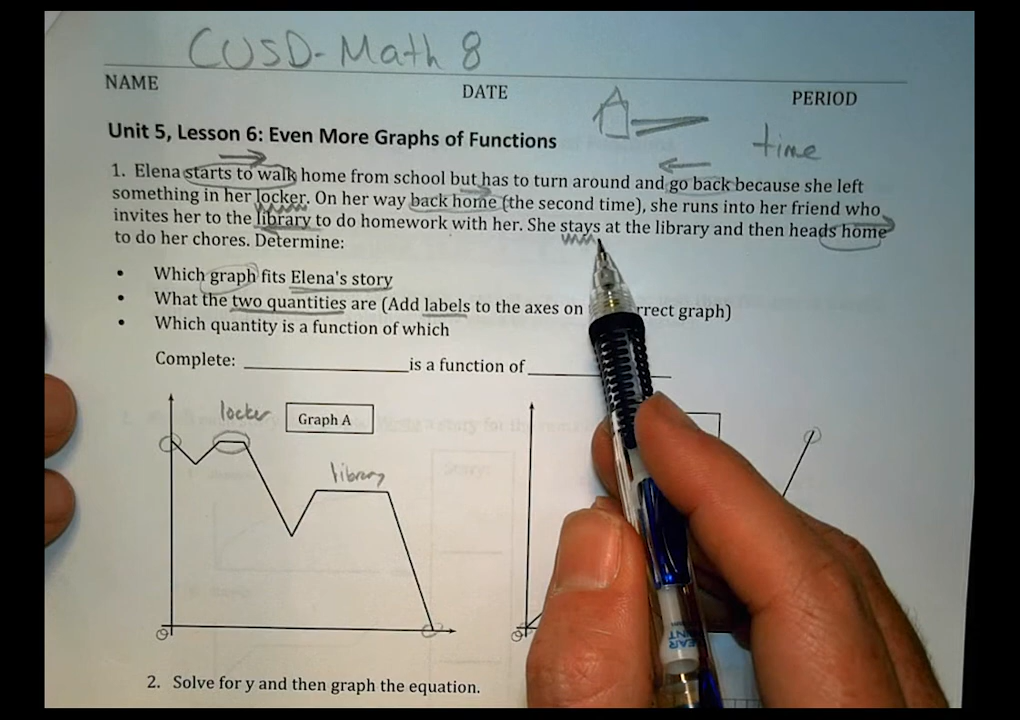 CUSD-Math 8
NAME
DATE
PERIOD
time
Unit 5, Lesson 6: Even More Graphs of Functions
1. Elena starts to walk home from school but has to turn around and go back because she left
something in her locker. On her way back home (the second time), she runs into her friend who
invites her to the library to do homework with her. She stays at the library and then heads home
to do her chores. Determine:
• Which graph fits Elena's story
• What the two quantities are (Add labels to the axes on rrect graph)
• Which quantity is a function of which
Complete: ____________________is a function of____________________
locker
Graph A
library
2. Solve for y and then graph the equation.